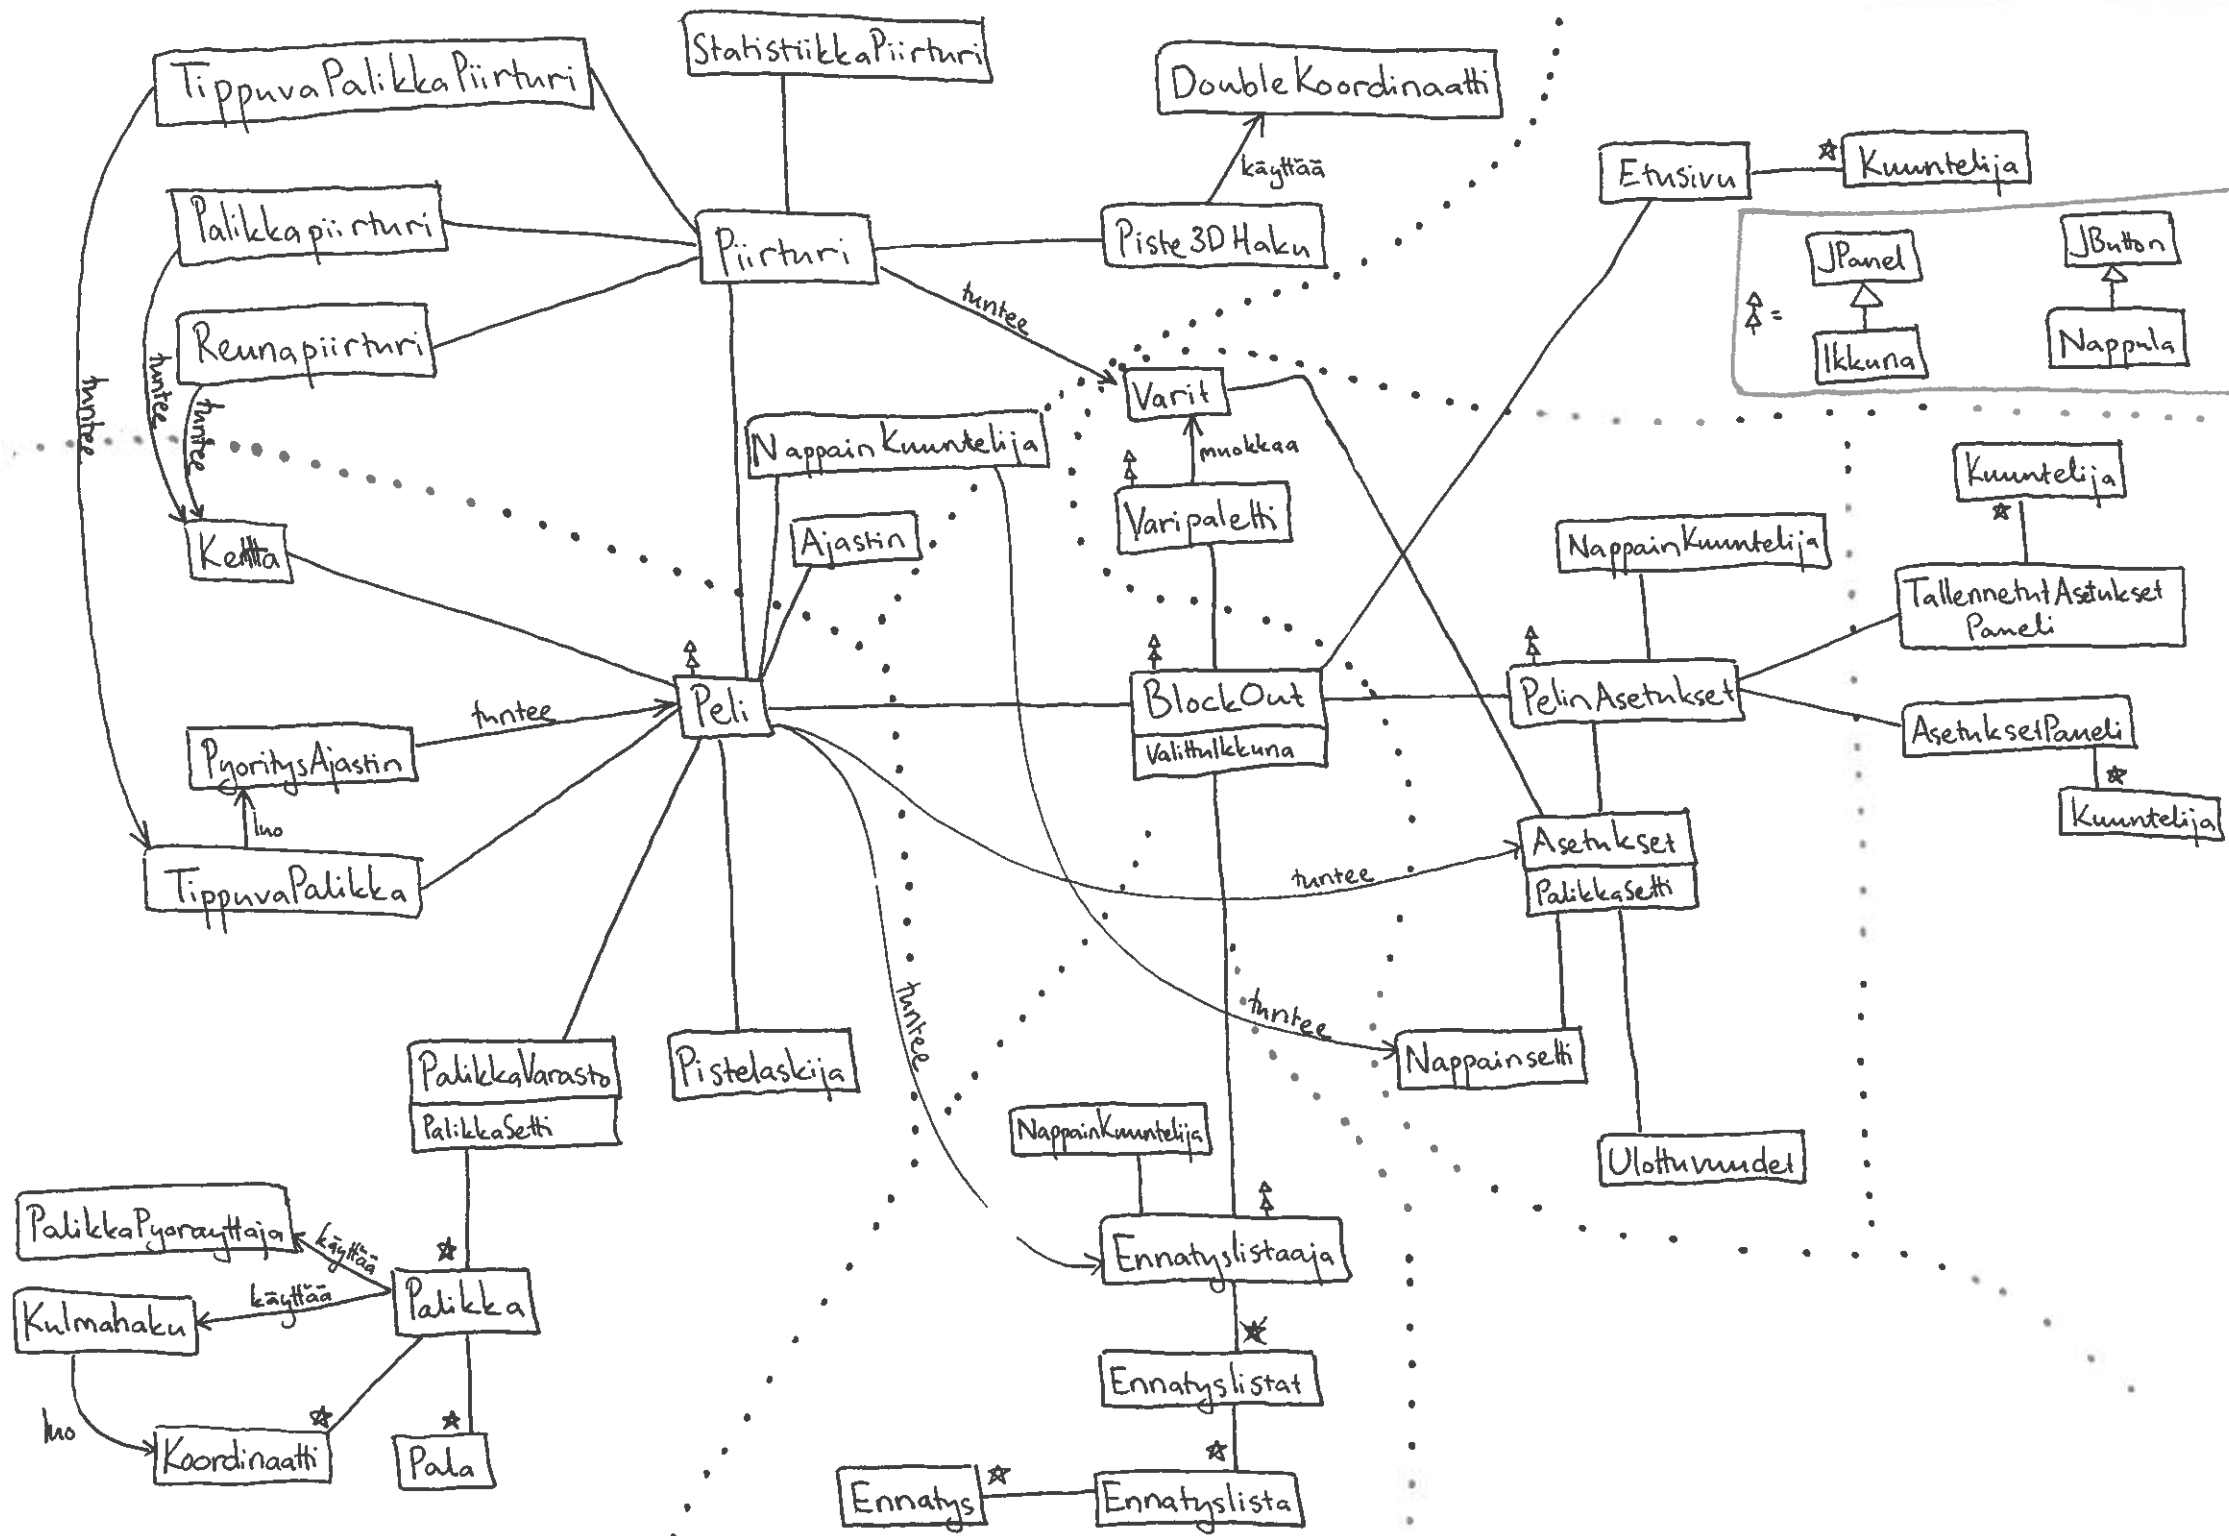 TippuvaPalikkaPiirturi
StatistiikkaPiirturi
DoubleKoordinaatti
käyttää
Etusivu
Kuuntelija
Palikkapiirturi
Piirturi
Piste3DHaku
JPanel
JButton
=
Ikkuna
Nappula
Reunapiirturi
tuntee
tuntee
tuntee
tuntee
Varit
muokkaa
NappainKuuntelija
Varipaletti
Ajastin
Kuuntelija
NappainKuuntelija
TallennetutAsetukset
Paneli
Kenttä
Peli
BlockOut
ValittuIkkuna
PelinAsetukset
AsetuksetPaneli
Kuuntelija
tuntee
PyoritysAjastin
luo
TippuvaPalikka
tuntee
Asetukset
PalikkaSetti
tuntee
tuntee
Nappainsetti
Ulottuvuudet
PalikkaVarasto
PalikkaSetti
Pistelaskija
NappainKuuntelija
Ennatyslistaaja
PalikkaPyorayttaja
käyttää
Kulmahaku
käyttää
Palikka
luo
Koordinaatti
Pala
Ennatyslistat
Ennatys
Ennatyslista